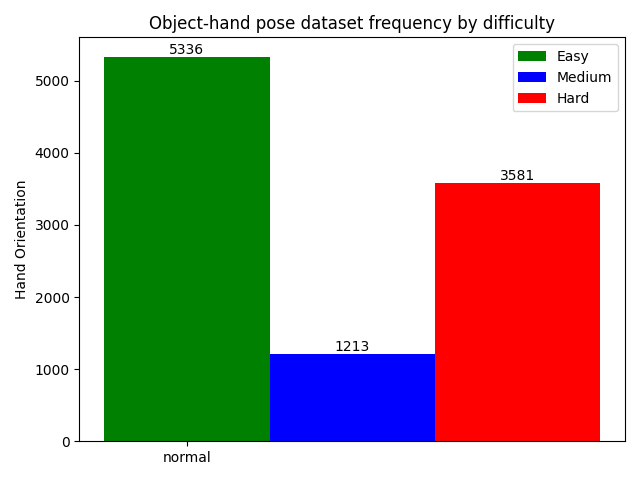 Object-hand pose dataset frequency by difficulty
5336
Easy
Medium
Hard
5000
4000
3581
3000
Hand Orientation
2000
1213
1000
0
normal